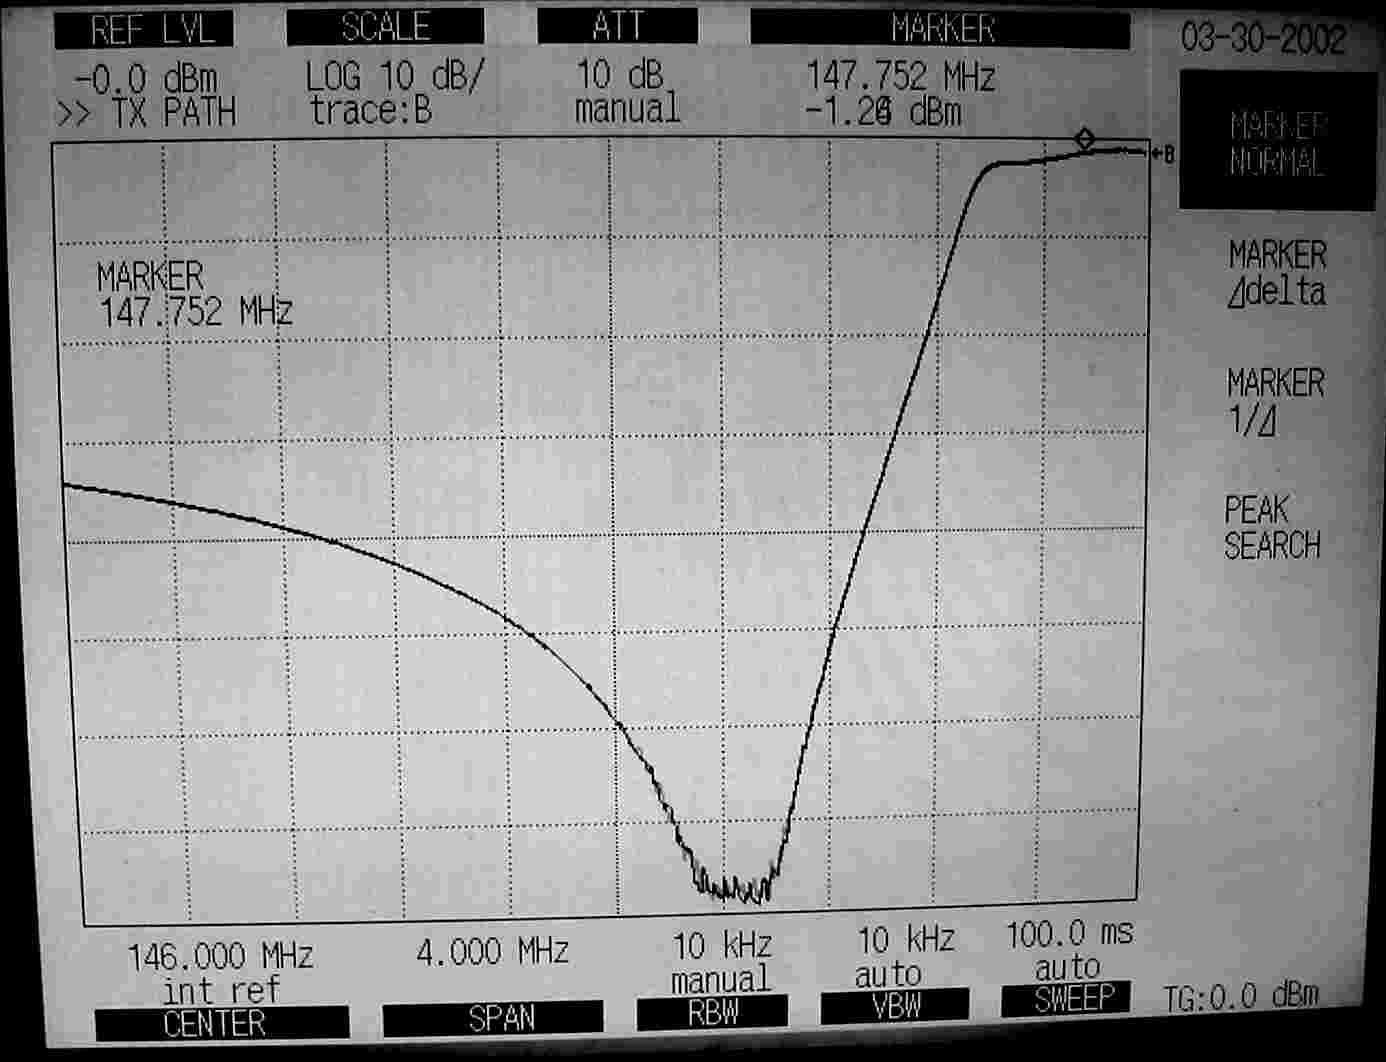 REF LVL
SCALE
ATT
MARKER
03-30-2002
-0.0 dBm
LOG 10 dB/
10 dB
147.752 MHz
>> TX PATH
trace:B
manual
dBm
MARKER
NORMAL
←B
MARKER
147.752 MHz
MARKER
⊿delta
MARKER
1/⊿
PEAK
SEARCH
146.000 MHz
4.000 MHz
10 kHz
10 kHz
100.0 ms
int ref
manual
auto
auto
CENTER
SPAN
RBW
VBW
SWEEP
TG:0.0 dBm